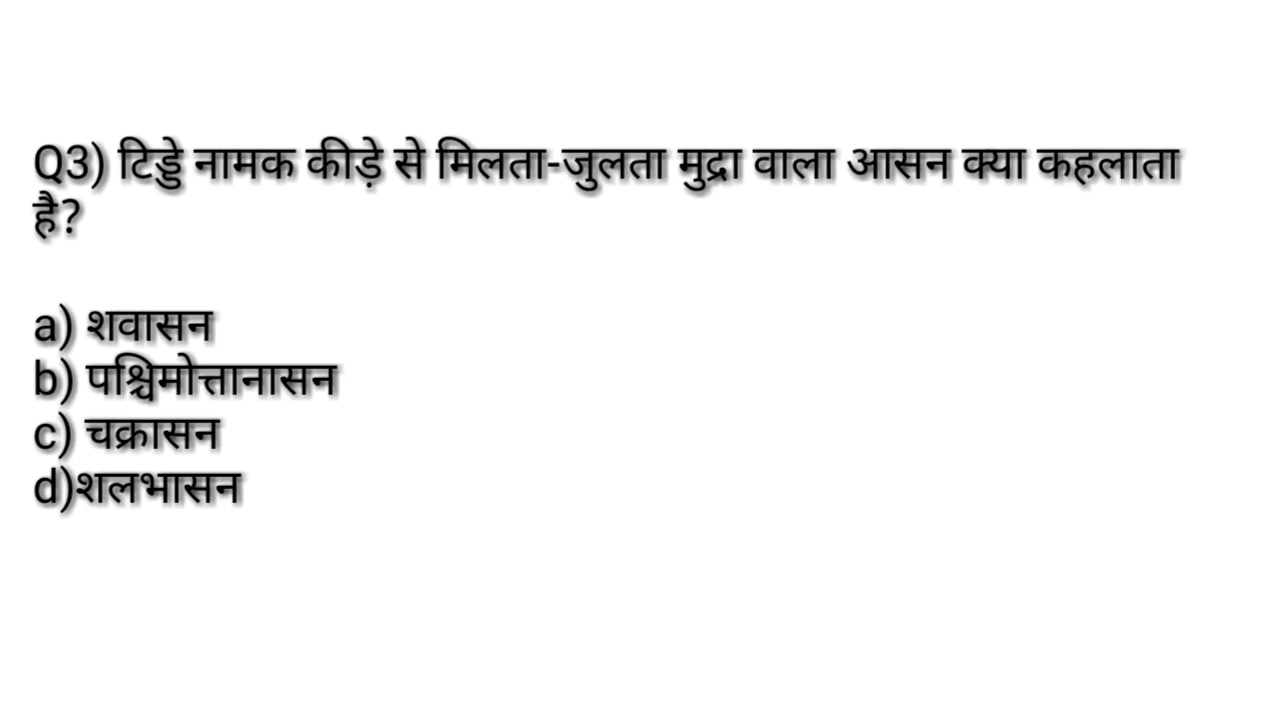 Q3) टिड्डे नामक कीड़े से मिलता-जुलता मुद्रा वाला आसन क्या कहलाता
है?
a) शवासन
b) पश्चिमोत्तानासन
c) चक्रासन
d)शलभासन